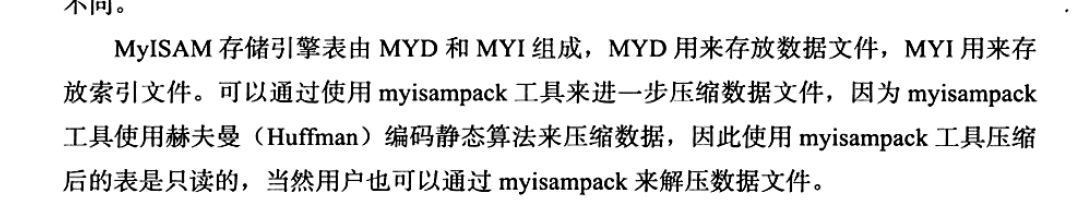 不同。
MyISAM 存储引擎表由 MYD 和 MYI 组成，MYD 用来存放数据文件，MYI 用来存
放索引文件。可以通过使用 myisampack 工具来进一步压缩数据文件，因为 myisampack
工具使用赫夫曼（Huffman）编码静态算法来压缩数据，因此使用 myisampack 工具压缩
后的表是只读的，当然用户也可以通过 myisampack 来解压数据文件。